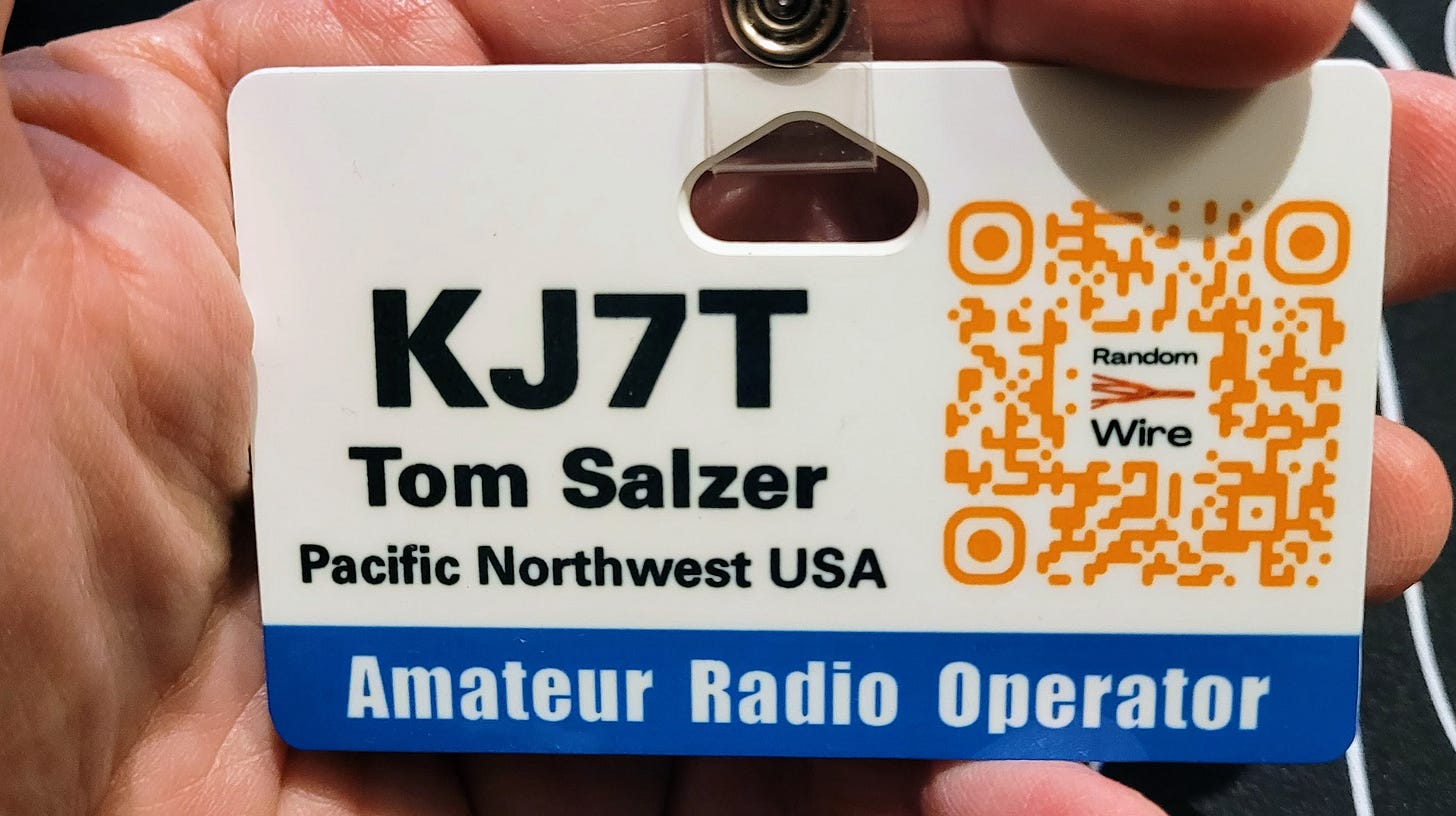 KJ7T
Tom Salzer
Pacific Northwest USA
Random
Wire
Amateur Radio Operator